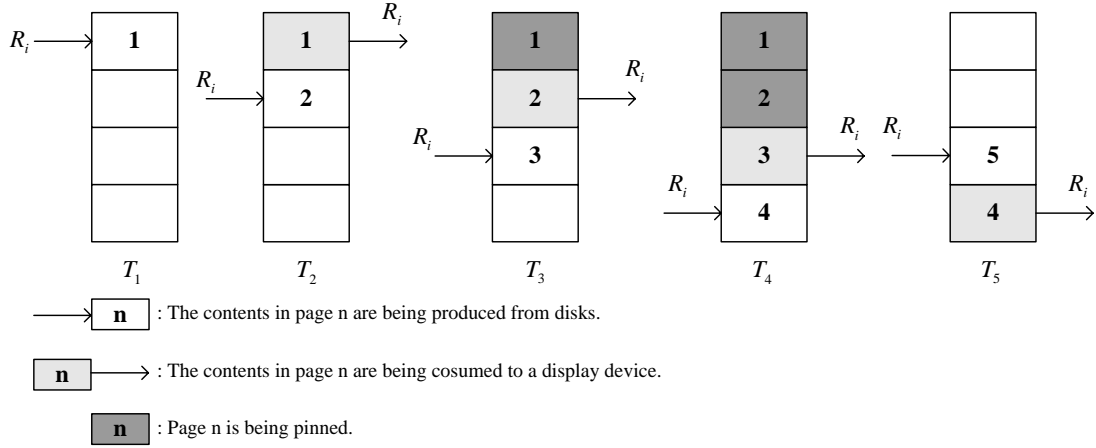 R_i 1 1 R_i 1 1
R_i 2 2 R_i 2
R_i 3 3 R_i R_i 5
R_i 4 4 R_i
T_1 T_2 T_3 T_4 T_5
n : The contents in page n are being produced from disks.
n : The contents in page n are being cosumed to a display device.
n : Page n is being pinned.